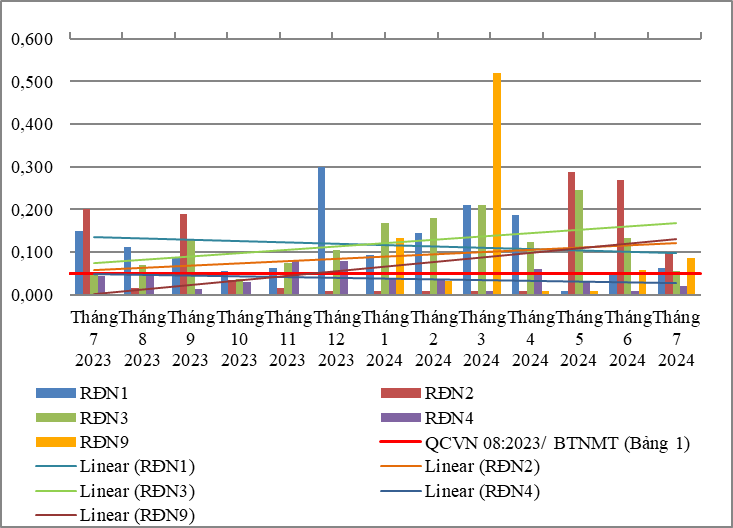 0,600
0,500
0,400
0,300
0,200
0,100
0,000
Tháng Tháng Tháng Tháng Tháng Tháng Tháng Tháng Tháng Tháng Tháng Tháng Tháng
7 8 9 10 11 12 1 2 3 4 5 6 7
2023 2023 2023 2023 2023 2023 2024 2024 2024 2024 2024 2024 2024
RĐN1 RĐN2
RĐN3 RĐN4
RĐN9 QCVN 08:2023/ BTNMT (Bảng 1)
Linear (RĐN1) Linear (RĐN2)
Linear (RĐN3) Linear (RĐN4)
Linear (RĐN9)